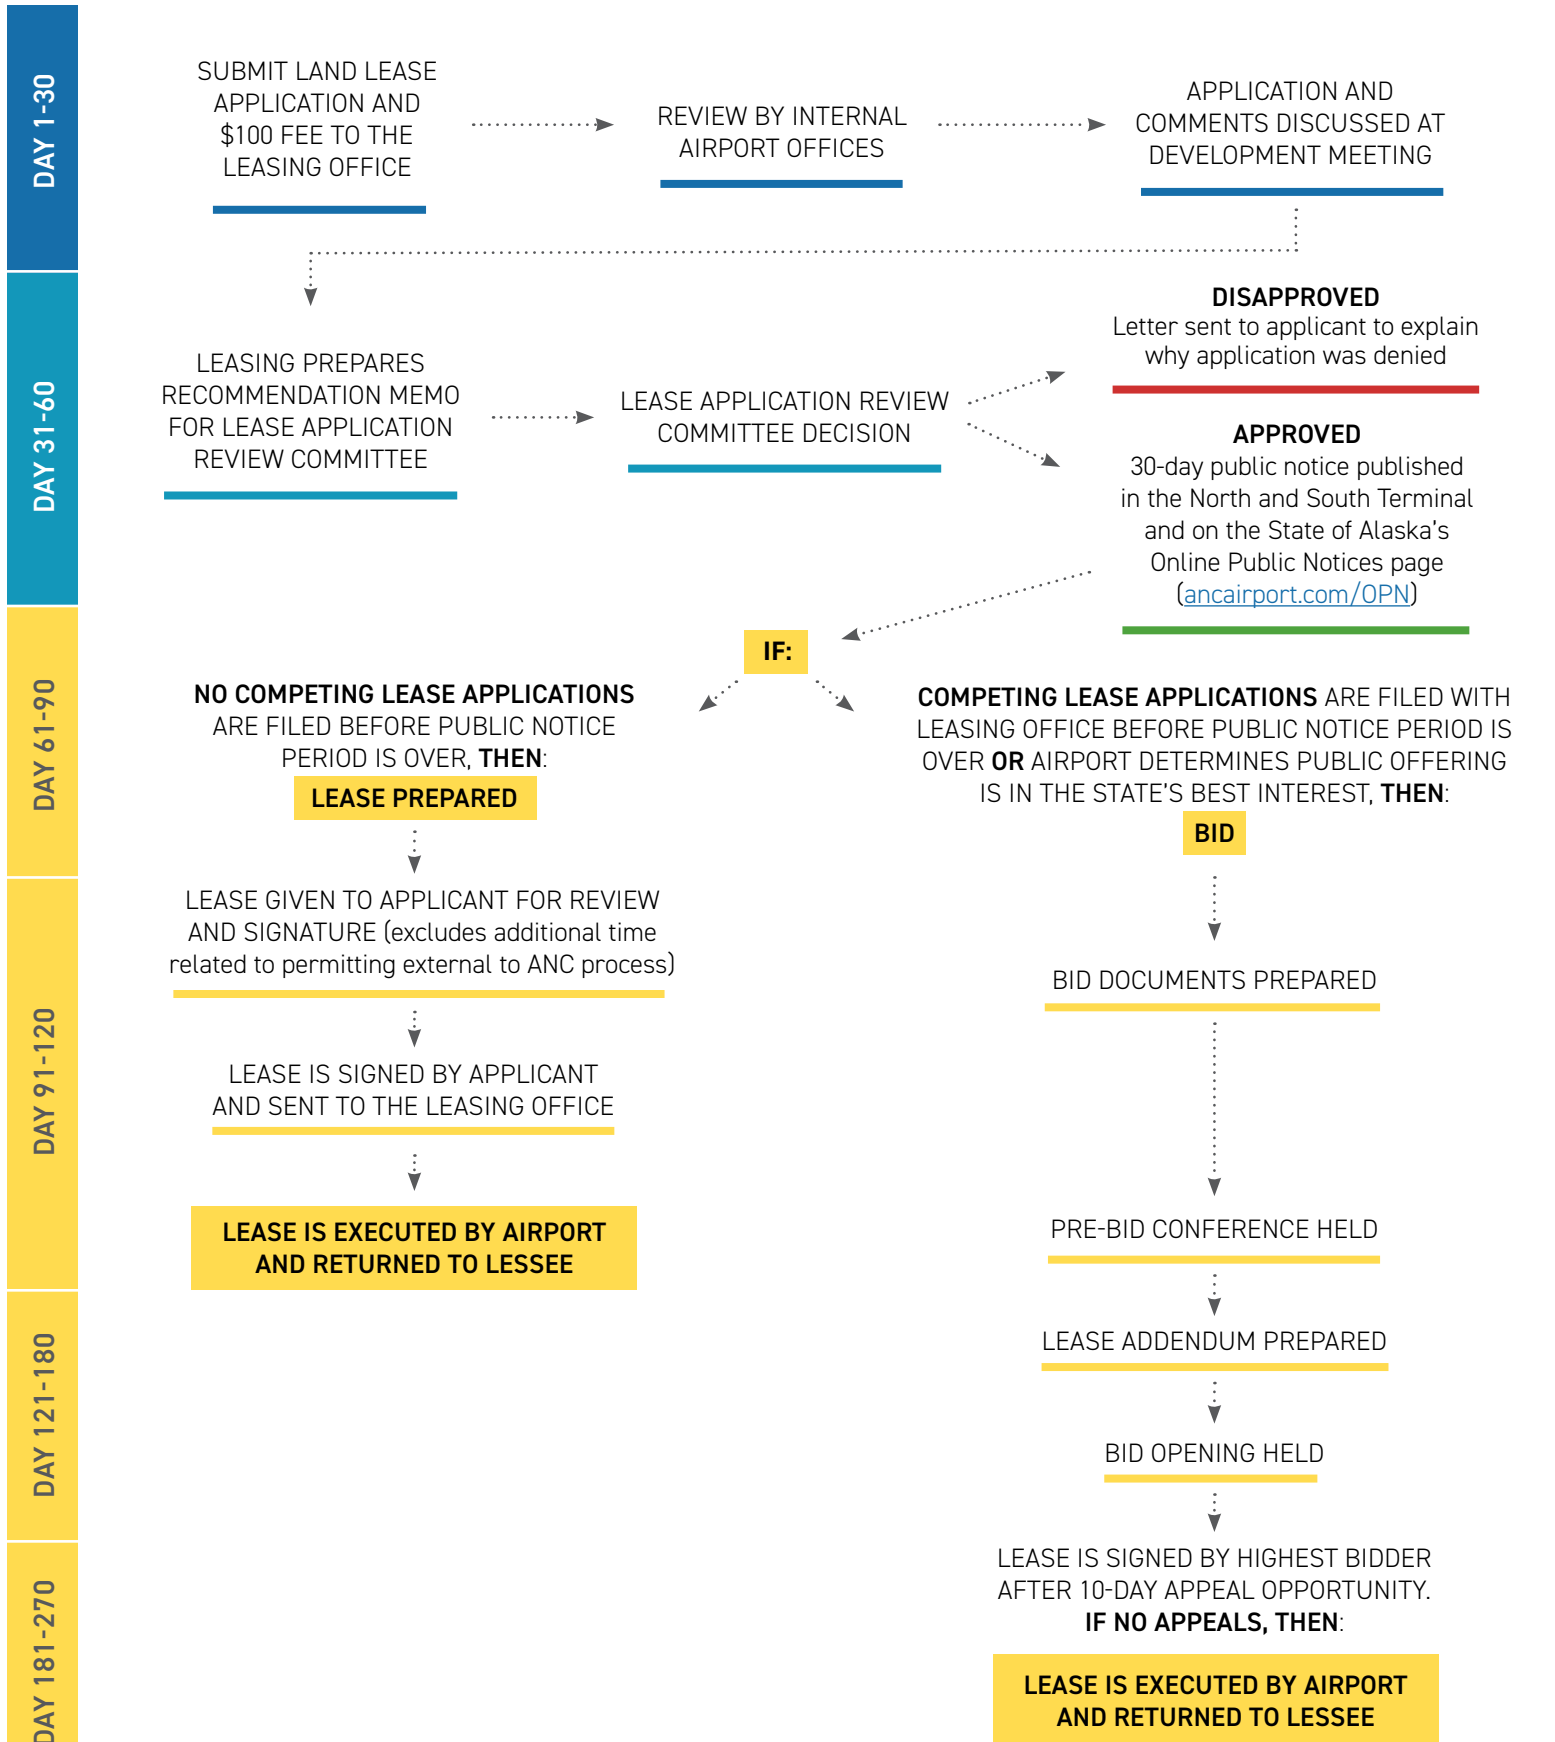 DAY 1-30
SUBMIT LAND LEASE
APPLICATION AND
$100 FEE TO THE
LEASING OFFICE
REVIEW BY INTERNAL
AIRPORT OFFICES
APPLICATION AND
COMMENTS DISCUSSED AT
DEVELOPMENT MEETING
DAY 31-60
LEASING PREPARES
RECOMMENDATION MEMO
FOR LEASE APPLICATION
REVIEW COMMITTEE
LEASE APPLICATION REVIEW
COMMITTEE DECISION
DISAPPROVED
Letter sent to applicant to explain
why application was denied
APPROVED
30-day public notice published
in the North and South Terminal
and on the State of Alaska's
Online Public Notices page
(ancairport.com/OPN)
DAY 61-90
IF:
NO COMPETING LEASE APPLICATIONS
ARE FILED BEFORE PUBLIC NOTICE
PERIOD IS OVER, THEN:
LEASE PREPARED
COMPETING LEASE APPLICATIONS ARE FILED WITH
LEASING OFFICE BEFORE PUBLIC NOTICE PERIOD IS
OVER OR AIRPORT DETERMINES PUBLIC OFFERING
IS IN THE STATE'S BEST INTEREST, THEN:
BID
DAY 91-120
LEASE GIVEN TO APPLICANT FOR REVIEW
AND SIGNATURE (excludes additional time
related to permitting external to ANC process)
LEASE IS SIGNED BY APPLICANT
AND SENT TO THE LEASING OFFICE
LEASE IS EXECUTED BY AIRPORT
AND RETURNED TO LESSEE
BID DOCUMENTS PREPARED
PRE-BID CONFERENCE HELD
DAY 121-180
LEASE ADDENDUM PREPARED
BID OPENING HELD
DAY 181-270
LEASE IS SIGNED BY HIGHEST BIDDER
AFTER 10-DAY APPEAL OPPORTUNITY.
IF NO APPEALS, THEN:
LEASE IS EXECUTED BY AIRPORT
AND RETURNED TO LESSEE